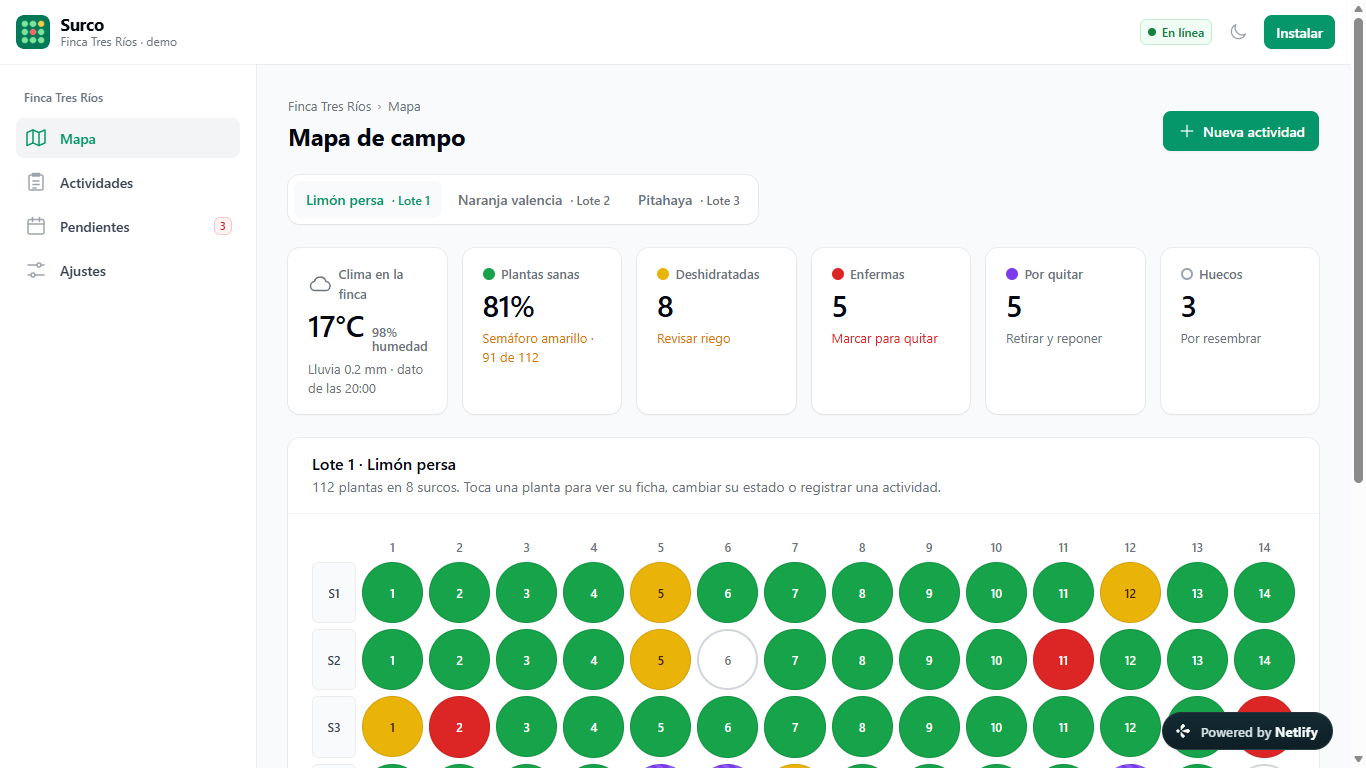 Surco
Finca Tres Ríos · demo
En línea
Instalar
Finca Tres Ríos
Mapa
Actividades
Pendientes 3
Ajustes
Finca Tres Ríos › Mapa
Mapa de campo
Nueva actividad
Limón persa · Lote 1 Naranja valencia · Lote 2 Pitahaya · Lote 3
Clima en la
finca
17°C 98%
humedad
Lluvia 0.2 mm · dato
de las 20:00
Plantas sanas
81%
Semáforo amarillo ·
91 de 112
Deshidratadas
8
Revisar riego
Enfermas
5
Marcar para quitar
Por quitar
5
Retirar y reponer
Huecos
3
Por resembrar
Lote 1 · Limón persa
112 plantas en 8 surcos. Toca una planta para ver su ficha, cambiar su estado o registrar una actividad.
1 2 3 4 5 6 7 8 9 10 11 12 13 14
S1 1 2 3 4 5 6 7 8 9 10 11 12 13 14
S2 1 2 3 4 5 6 7 8 9 10 11 12 13 14
S3 1 2 3 4 5 6 7 8 9 10 11 12
Powered by Netlify